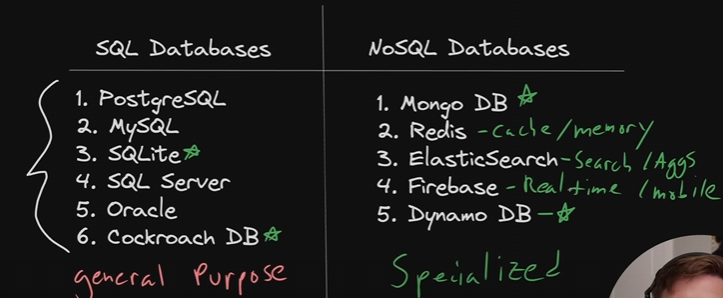 SQL Databases
1. PostgreSQL
2. MySQL
3. SQLite
4. SQL Server
5. Oracle
6. Cockroach DB
general Purpose
NoSQL Databases
1. Mongo DB
2. Redis - Cache/memory
3. ElasticSearch - Search/Aggs
4. Firebase - Real time/mobile
5. Dynamo DB -
Specialized